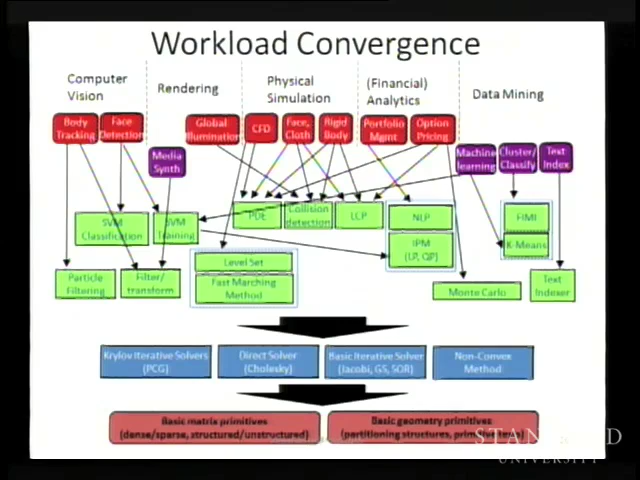 Workload Convergence
Computer
Vision
Rendering
Physical
Simulation
(Financial)
Analytics
Data Mining
Body
Tracking
Face
Detection
Global
Illumination
CFD
Face,
Cloth
Rigid
Body
Portfolio
Mgmt
Option
Pricing
Media
Synth
Machine
learning
Cluster/
Classify
Text
Index
SVM
Classification
SVM
Training
PDE
Collision
detection
LCP
NLP
FIMI
IPM
(LP, QP)
K-Means
Level Set
Particle
Filtering
Filter/
transform
Fast Marching
Method
Monte Carlo
Text
Indexer
Krylov Iterative Solvers
(PCG)
Direct Solver
(Cholesky)
Basic Iterative Solver
(Jacobi, GS, SOR)
Non-Convex
Method
Basic matrix primitives
(dense/sparse, structured/unstructured)
Basic geometry primitives
(partitioning structures, primitive tests)
STANFORD
UNIVERSITY